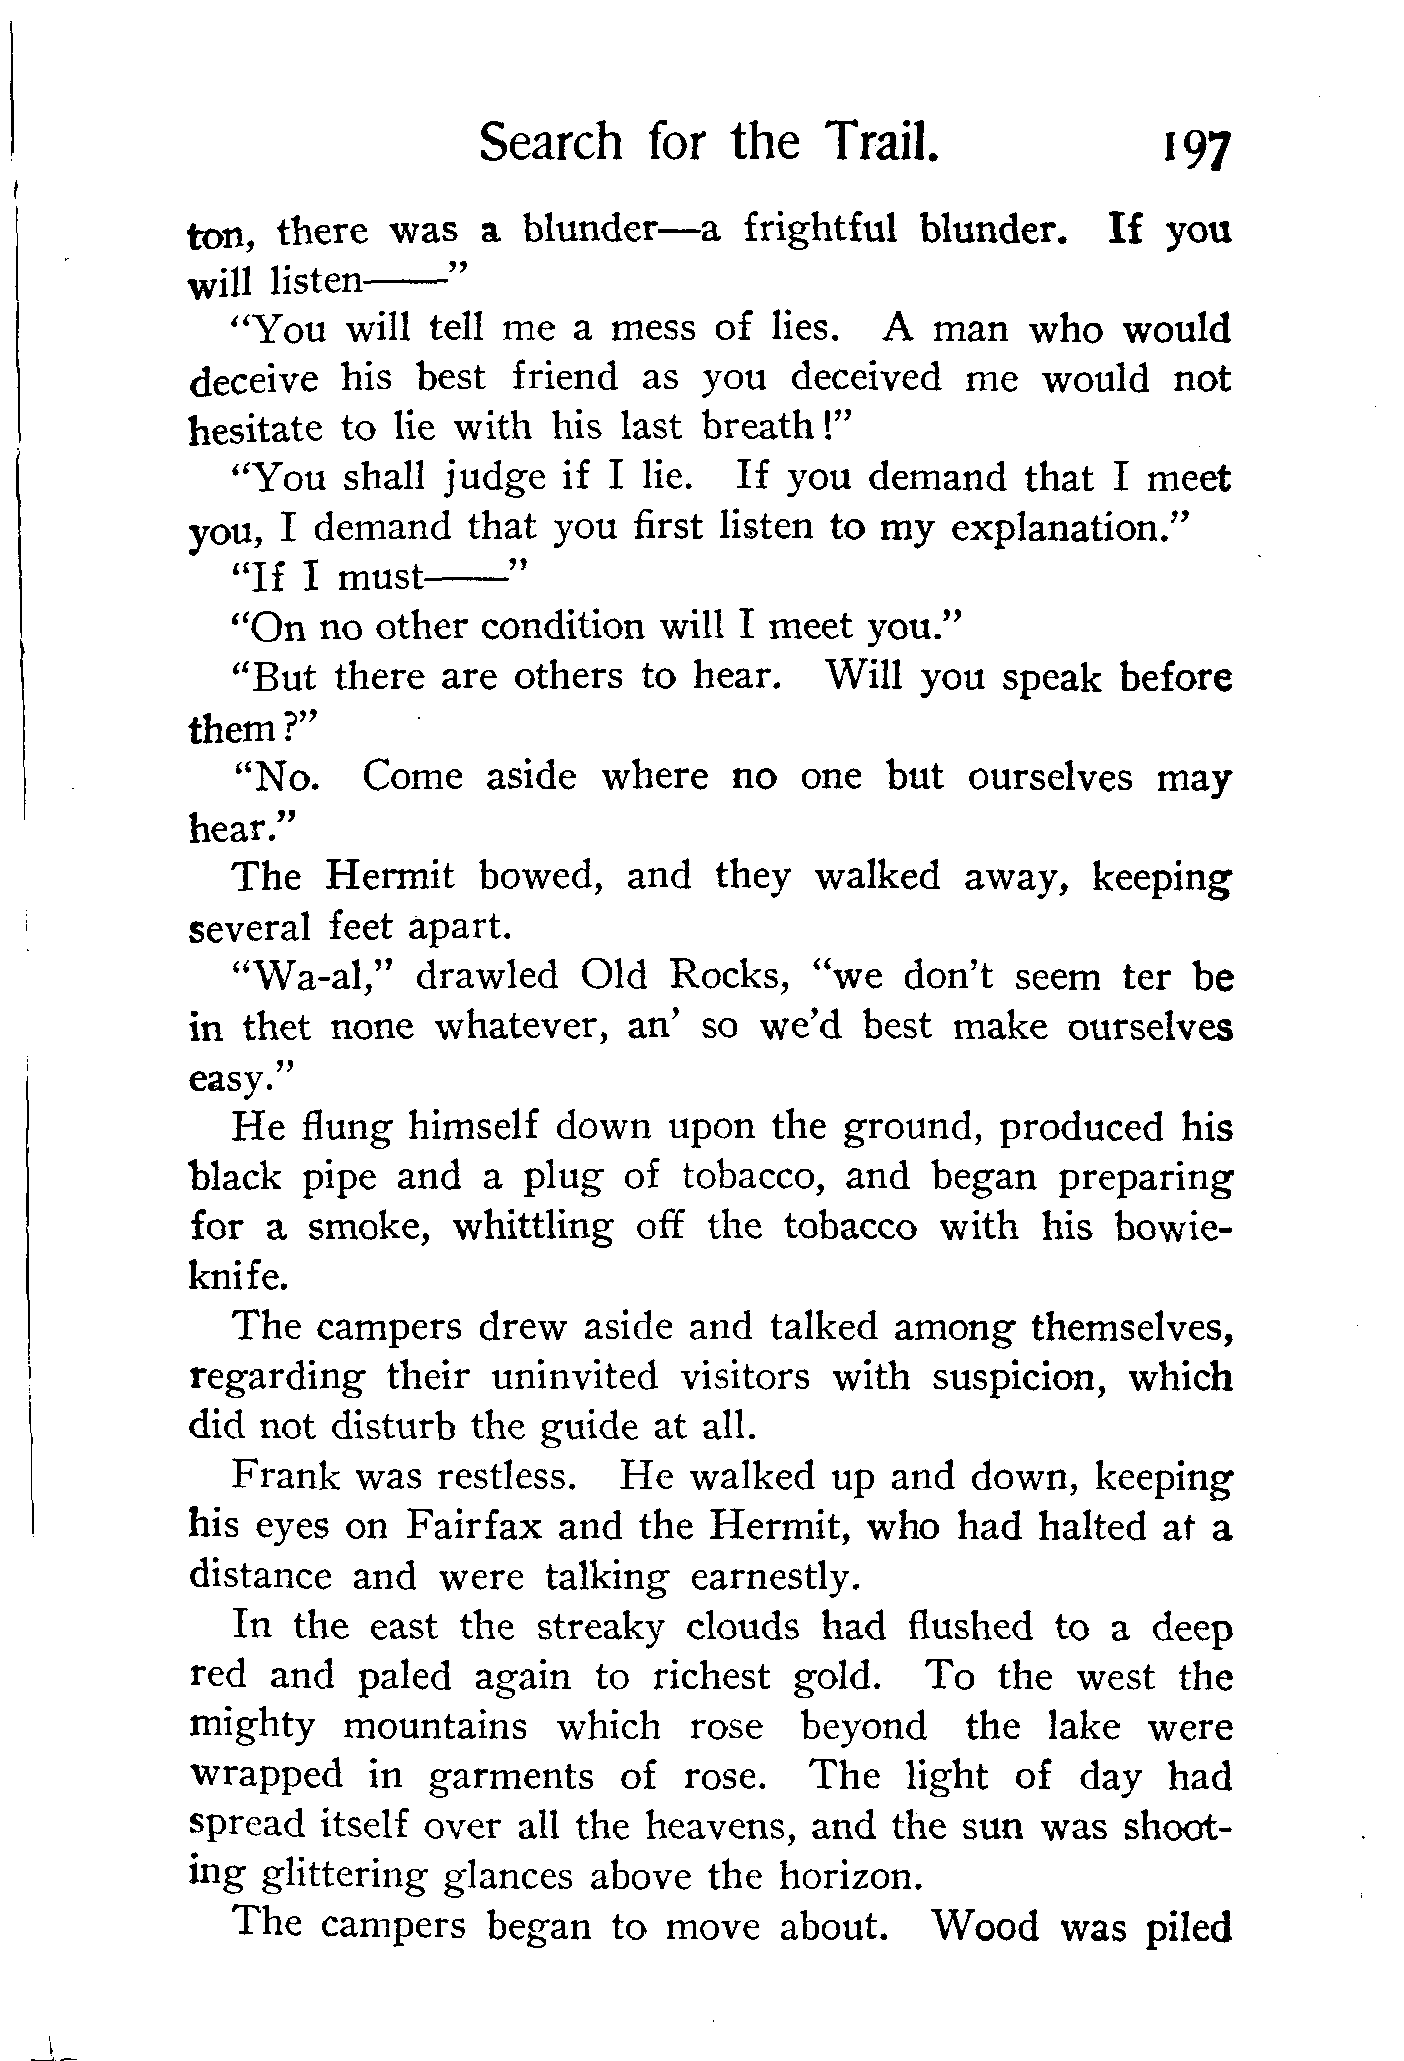 Search for the Trail. 197
ton, there was a blunder—a frightful blunder. If you
will listen——”
“You will tell me a mess of lies. A man who would
deceive his best friend as you deceived me would not
hesitate to lie with his last breath!”
“You shall judge if I lie. If you demand that I meet
you, I demand that you first listen to my explanation.”
“If I must——”
“On no other condition will I meet you.”
“But there are others to hear. Will you speak before
them?”
“No. Come aside where no one but ourselves may
hear.”
The Hermit bowed, and they walked away, keeping
several feet apart.
“Wa-al,” drawled Old Rocks, “we don’t seem ter be
in thet none whatever, an’ so we’d best make ourselves
easy.”
He flung himself down upon the ground, produced his
black pipe and a plug of tobacco, and began preparing
for a smoke, whittling off the tobacco with his bowie-
knife.
The campers drew aside and talked among themselves,
regarding their uninvited visitors with suspicion, which
did not disturb the guide at all.
Frank was restless. He walked up and down, keeping
his eyes on Fairfax and the Hermit, who had halted at a
distance and were talking earnestly.
In the east the streaky clouds had flushed to a deep
red and paled again to richest gold. To the west the
mighty mountains which rose beyond the lake were
wrapped in garments of rose. The light of day had
spread itself over all the heavens, and the sun was shoot-
ing glittering glances above the horizon.
The campers began to move about. Wood was piled